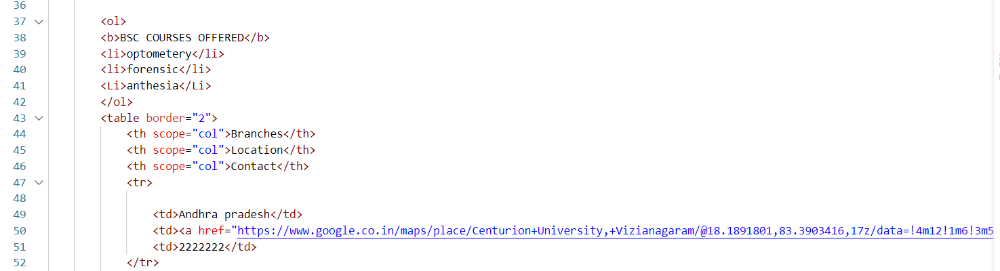 36
37 <ol>
38 <b>BSC COURSES OFFERED</b>
39 <li>optometery</li>
40 <li>forensic</li>
41 <Li>anthesia</Li>
42 </ol>
43 <table border="2">
44 <th scope="col">Branches</th>
45 <th scope="col">Location</th>
46 <th scope="col">Contact</th>
47 <tr>
48
49 <td>Andhra pradesh</td>
50 <td><a href="https://www.google.co.in/maps/place/Centurion+University,+Vizianagaram/@18.1891801,83.3903416,17z/data=!4m12!1m6!3m5
51 <td>2222222</td>
52 </tr>